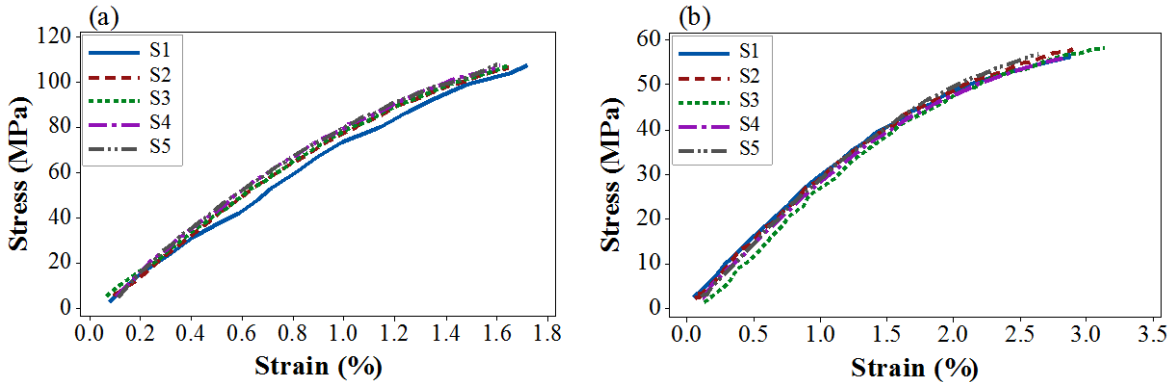 (a)
Stress (MPa)
120
100
80
60
40
20
0
S1
S2
S3
S4
S5
0.0 0.2 0.4 0.6 0.8 1.0 1.2 1.4 1.6 1.8
Strain (%)
(b)
Stress (MPa)
60
50
40
30
20
10
0
S1
S2
S3
S4
S5
0.0 0.5 1.0 1.5 2.0 2.5 3.0 3.5
Strain (%)